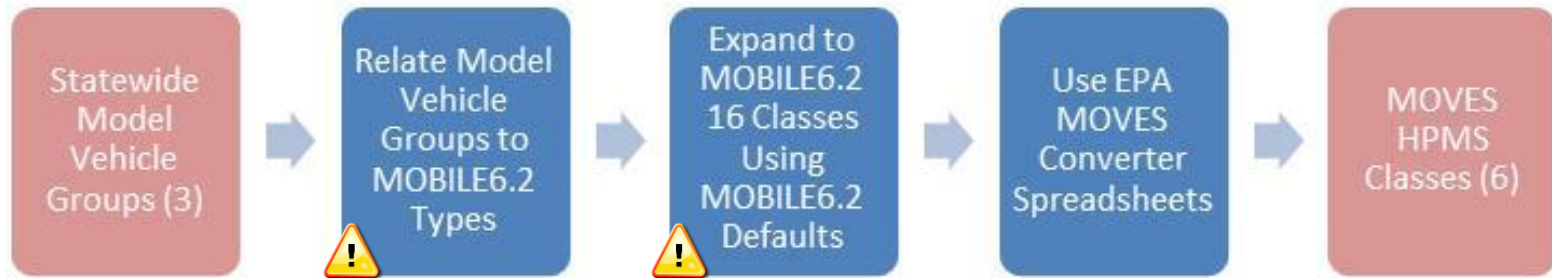 Statewide
Model
Vehicle
Groups (3)
Relate Model
Vehicle
Groups to
MOBILE6.2
Types
!
Expand to
MOBILE6.2
16 Classes
Using
MOBILE6.2
Defaults
!
Use EPA
MOVES
Converter
Spreadsheets
MOVES
HPMS
Classes (6)